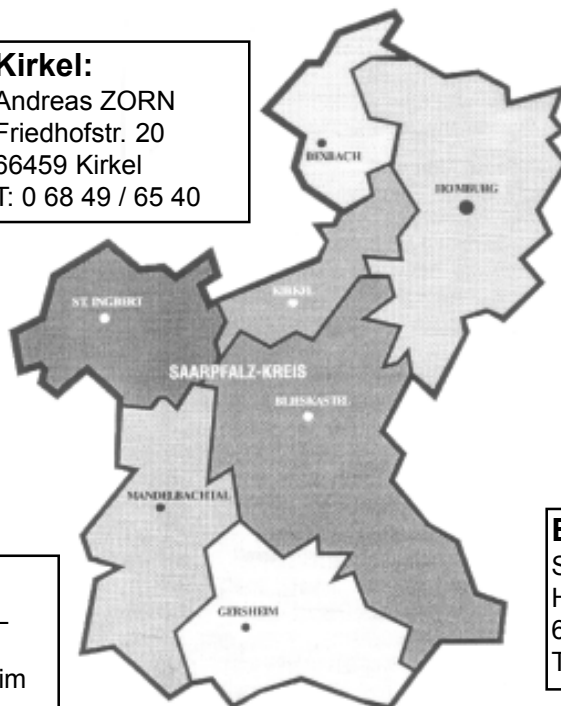 Kirkel:
Andreas ZORN
Friedhofstr. 20
66459 Kirkel
T: 0 68 49 / 65 40
BEXBACH
HOMBURG
ST. INGBERT
KIRKEL
SAARPFALZ-KREIS
BLIESKASTEL
MANDELBACHTAL
GERSHEIM